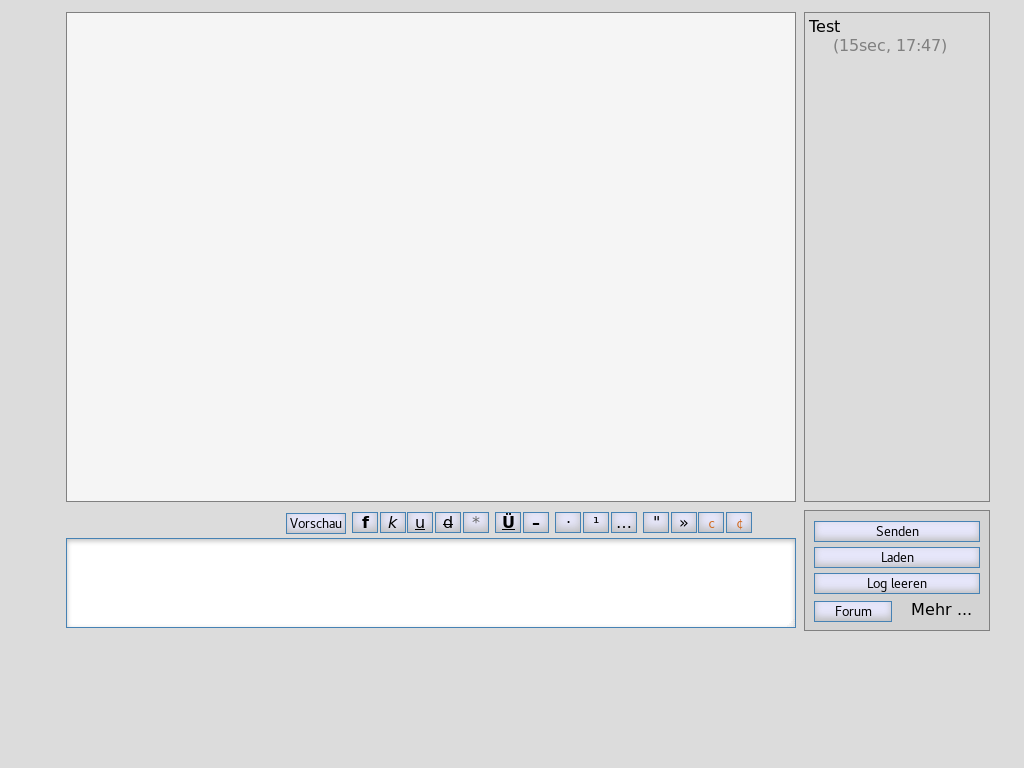 Test
(15sec, 17:47)
Vorschau f k u d * Ü – · ¹ … " » c ¢
Senden
Laden
Log leeren
Forum Mehr ...